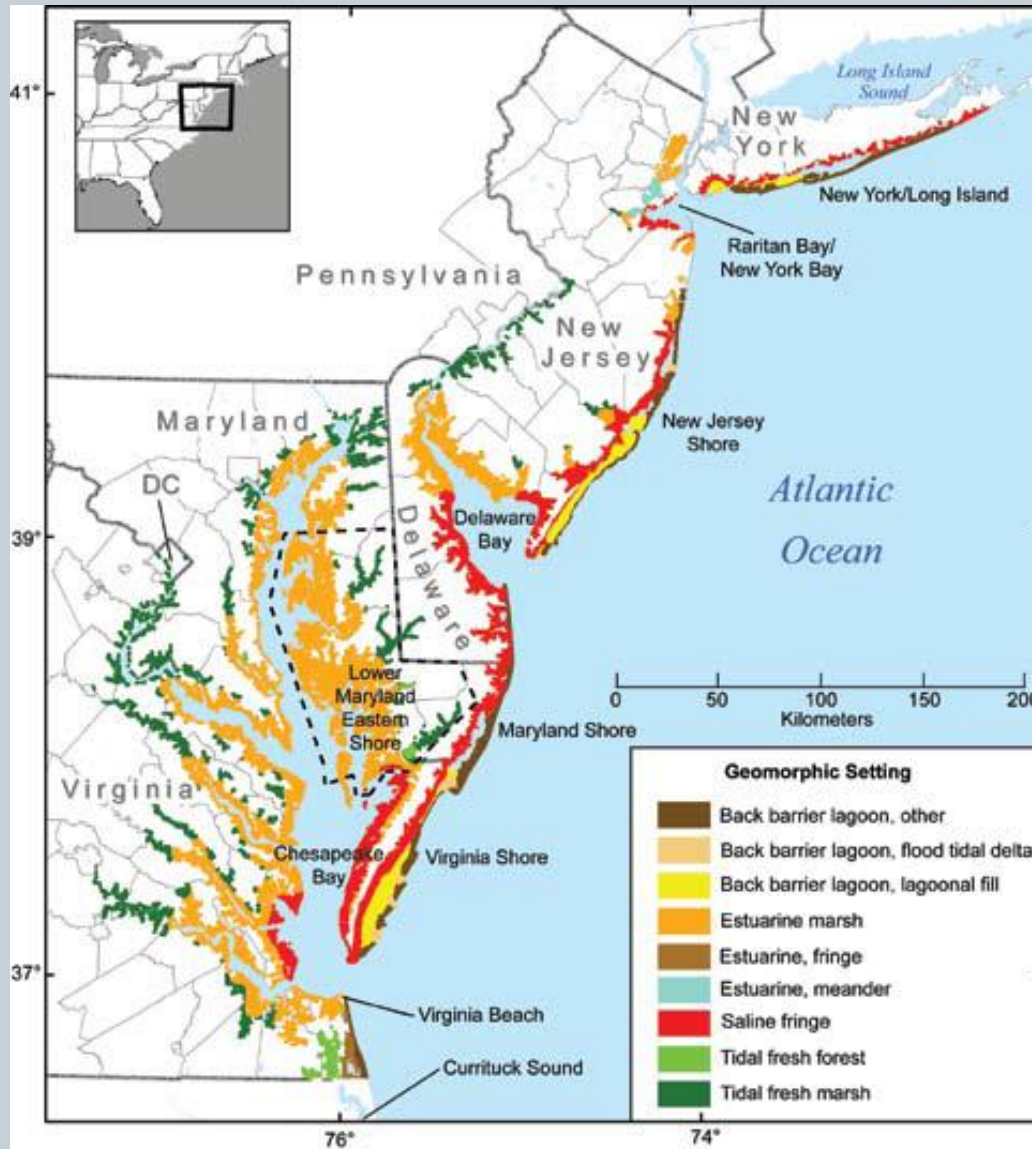 41°
Long Island
Sound
New
York
New York/Long Island
Raritan Bay/
New York Bay
Pennsylvania
New
Jersey
New Jersey
Shore
Maryland
DC
Atlantic
Ocean
39°
Delaware
Bay
Delaware
0 50 100 150 200
Kilometers
Lower
Maryland
Eastern
Shore
Maryland Shore
Virginia
Chesapeake
Bay
Virginia Shore
37°
Virginia Beach
Currituck Sound
76°
74°
Geomorphic Setting
Back barrier lagoon, other
Back barrier lagoon, flood tidal delta
Back barrier lagoon, lagoonal fill
Estuarine marsh
Estuarine, fringe
Estuarine, meander
Saline fringe
Tidal fresh forest
Tidal fresh marsh